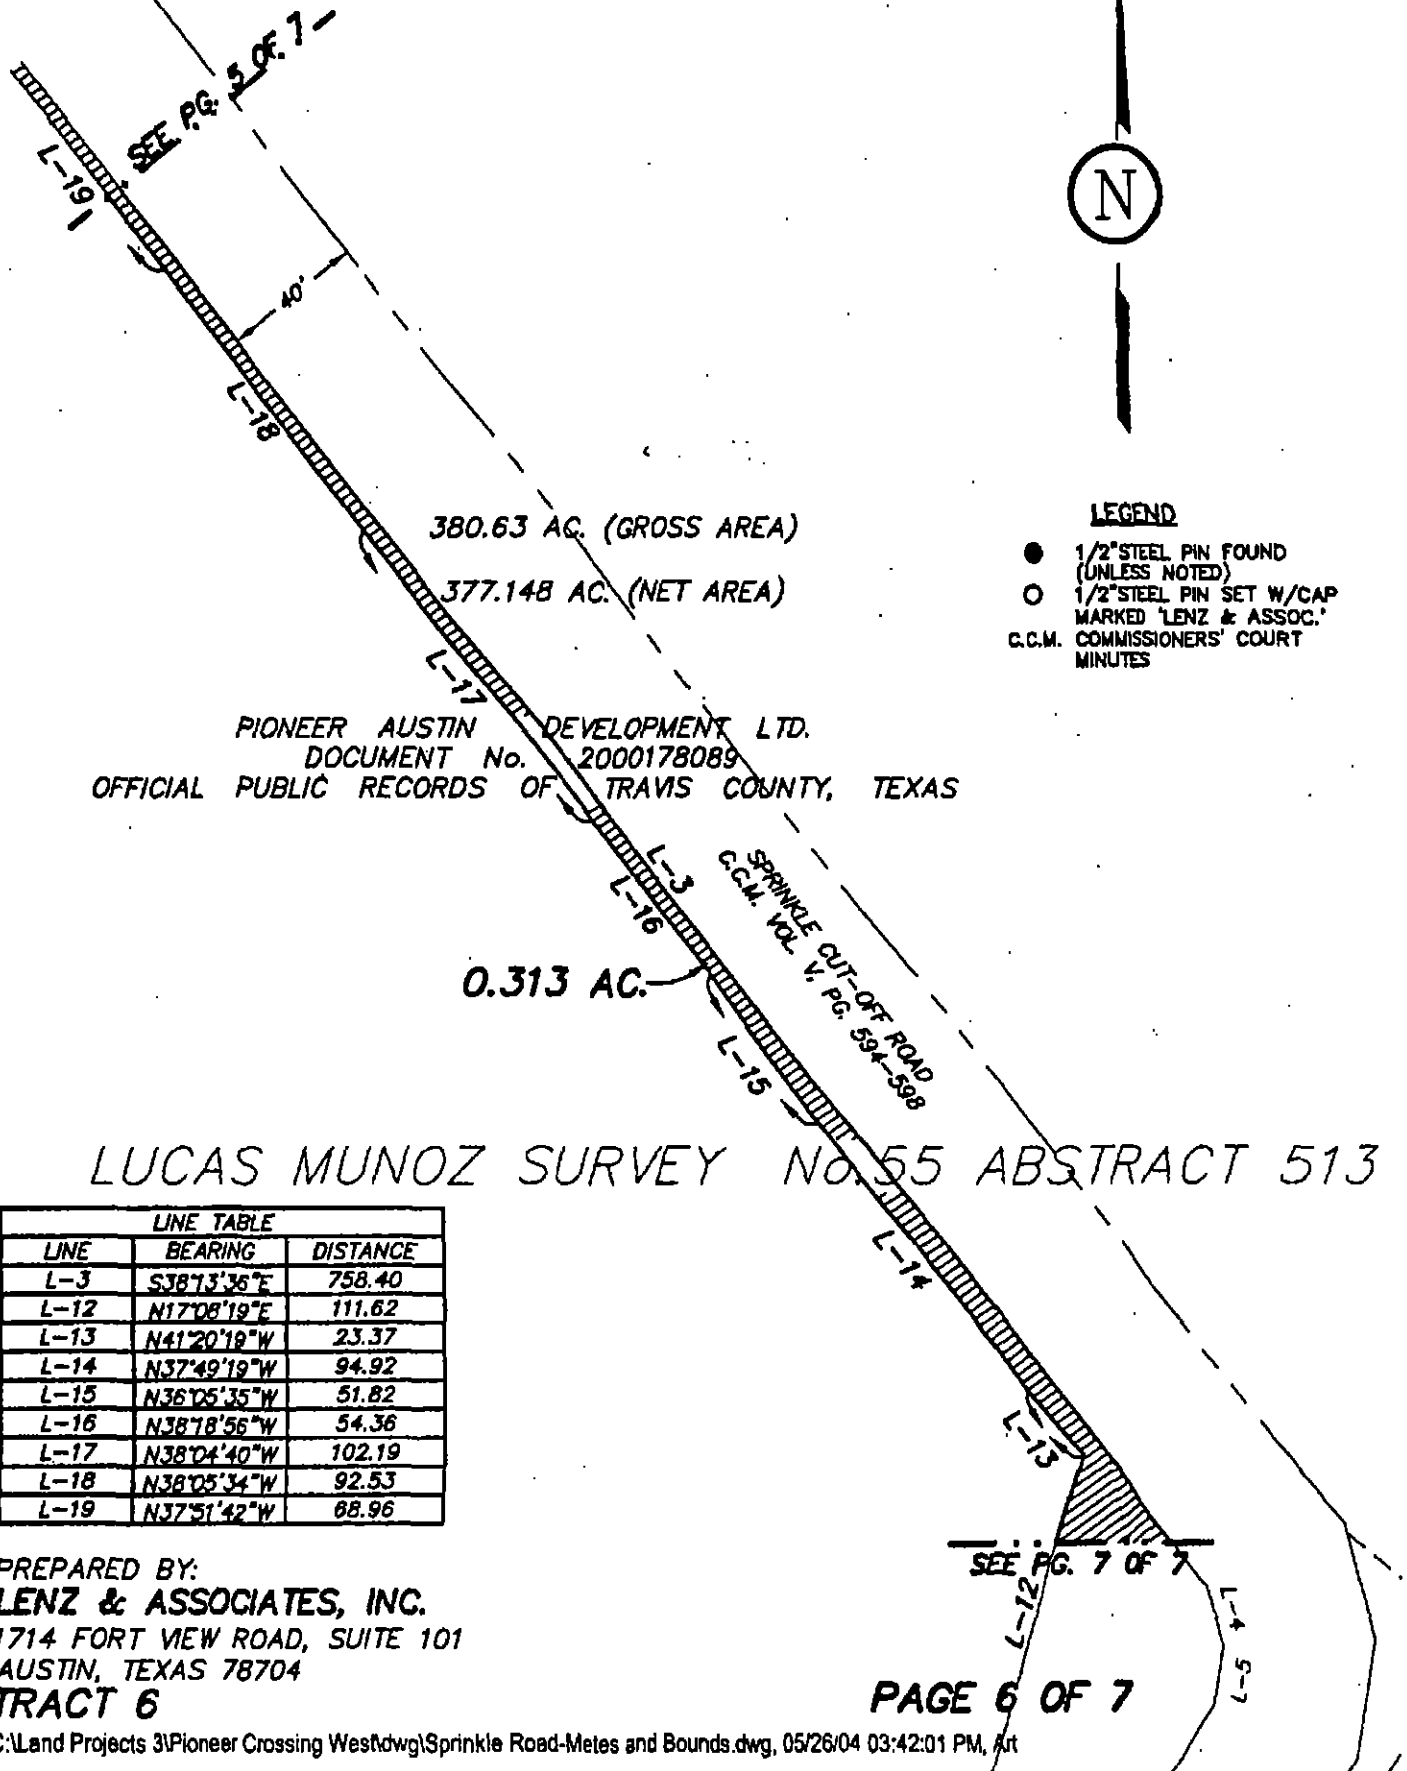 SEE PG. 5 OF. 7
L-19
40'
N
L-18
380.63 AC. (GROSS AREA)
377.148 AC. (NET AREA)
LEGEND
1/2"STEEL PIN FOUND
(UNLESS NOTED)
1/2"STEEL PIN SET W/CAP
MARKED 'LENZ & ASSOC.'
C.C.M. COMMISSIONERS' COURT
MINUTES
L-17
PIONEER AUSTIN DEVELOPMENT LTD.
DOCUMENT No. 2000178089
OFFICIAL PUBLIC RECORDS OF TRAVIS COUNTY, TEXAS
L-3
L-16
SPRINKLE CUT-OFF ROAD
C.C.M. VOL. V, PG. 594-598
0.313 AC.
L-15
LUCAS MUNOZ SURVEY No.55 ABSTRACT 513
L-14
LINE TABLE
LINE BEARING DISTANCE
L-3 S38°13'36"E 758.40
L-12 N17°08'19"E 111.62
L-13 N41°20'19"W 23.37
L-14 N37°49'19"W 94.92
L-15 N36°05'35"W 51.82
L-16 N38°18'56"W 54.36
L-17 N38°04'40"W 102.19
L-18 N38°05'34"W 92.53
L-19 N37°51'42"W 68.96
L-13
SEE PG. 7 OF 7
L-12
L-4
L-5
PREPARED BY:
LENZ & ASSOCIATES, INC.
1714 FORT VIEW ROAD, SUITE 101
AUSTIN, TEXAS 78704
TRACT 6
PAGE 6 OF 7
C:\Land Projects 3\Pioneer Crossing West\dwg\Sprinkle Road-Metes and Bounds.dwg, 05/26/04 03:42:01 PM, Art